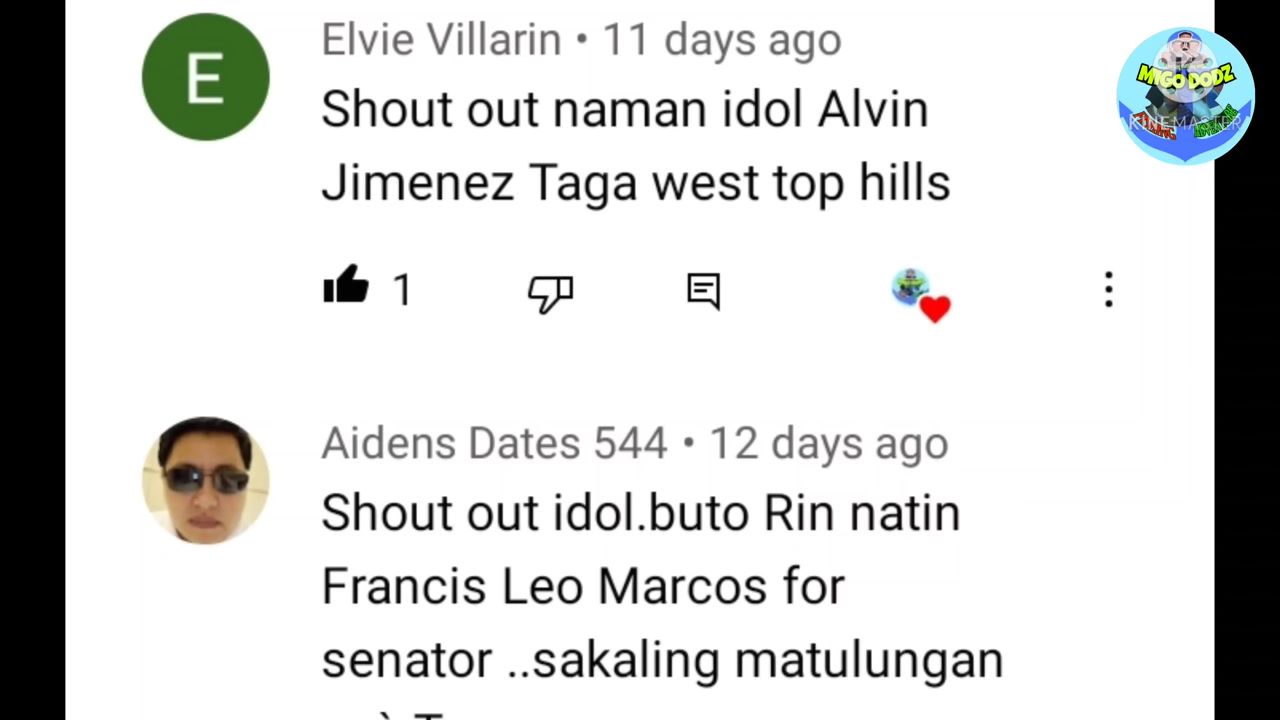 Elvie Villarin • 11 days ago
E
Shout out naman idol Alvin
Jimenez Taga west top hills
1
MIGO DODZ
KINEMASTER
Aidens Dates 544 • 12 days ago
Shout out idol.buto Rin natin
Francis Leo Marcos for
senator ..sakaling matulungan